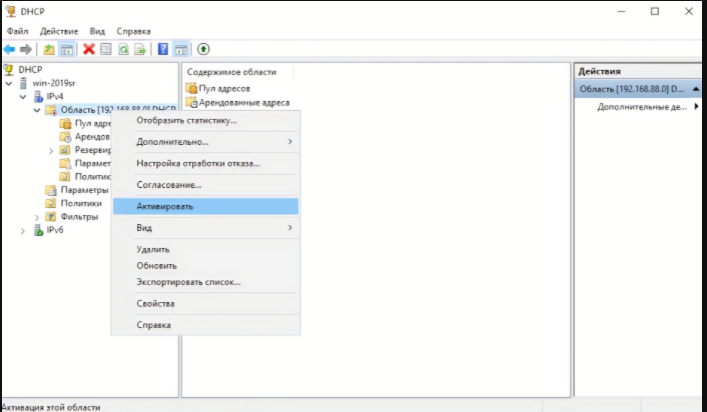 DHCP
Файл Действие Вид Справка
DHCP
win-2019sr
IPv4
Область [192.168.88.0] DHCP
Пул адре
Арендов
Резервир
Парамет
Политик
Параметры
Политики
Фильтры
IPv6
Содержимое области
Пул адресов
Арендованные адреса
Отобразить статистику...
Дополнительно...
Настройка отработки отказа...
Согласование...
Активировать
Вид
Удалить
Обновить
Экспортировать список...
Свойства
Справка
Действия
Область [192.168.88.0] D...
Дополнительные де...
Активация этой области